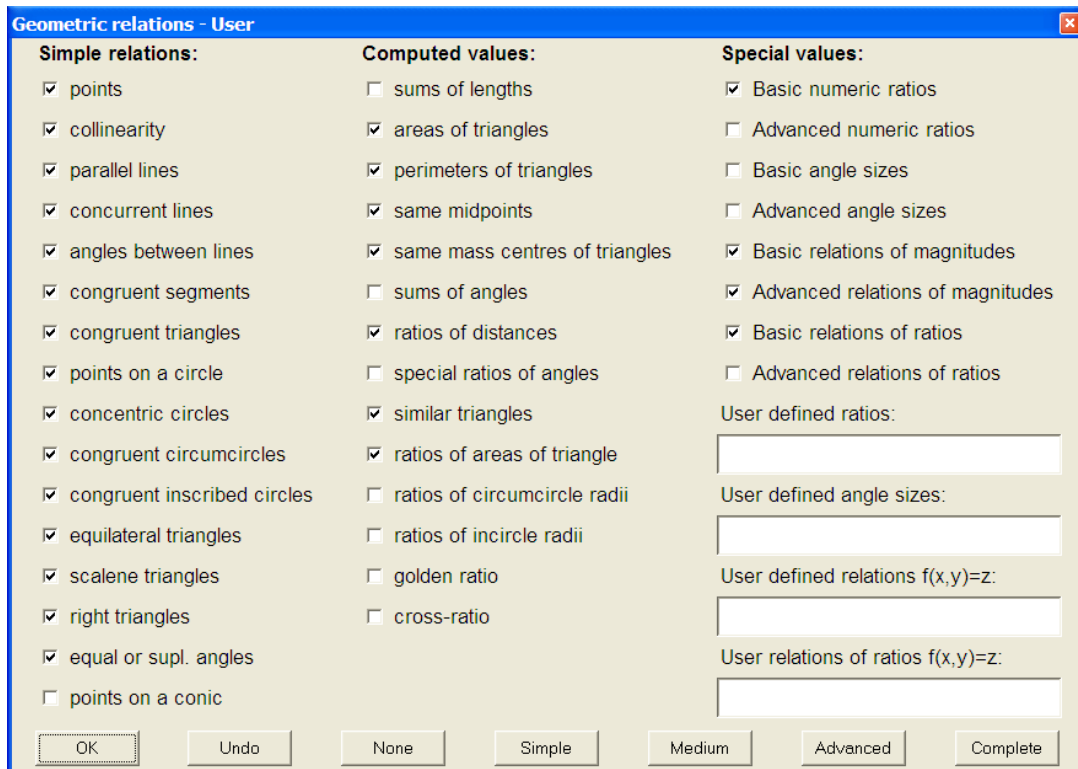 Geometric relations - User
Simple relations:
points
collinearity
parallel lines
concurrent lines
angles between lines
congruent segments
congruent triangles
points on a circle
concentric circles
congruent circumcircles
congruent inscribed circles
equilateral triangles
scalene triangles
right triangles
equal or supl. angles
points on a conic
Computed values:
sums of lengths
areas of triangles
perimeters of triangles
same midpoints
same mass centres of triangles
sums of angles
ratios of distances
special ratios of angles
similar triangles
ratios of areas of triangle
ratios of circumcircle radii
ratios of incircle radii
golden ratio
cross-ratio
Special values:
Basic numeric ratios
Advanced numeric ratios
Basic angle sizes
Advanced angle sizes
Basic relations of magnitudes
Advanced relations of magnitudes
Basic relations of ratios
Advanced relations of ratios
User defined ratios:
User defined angle sizes:
User defined relations f(x,y)=z:
User relations of ratios f(x,y)=z:
OK
Undo
None
Simple
Medium
Advanced
Complete